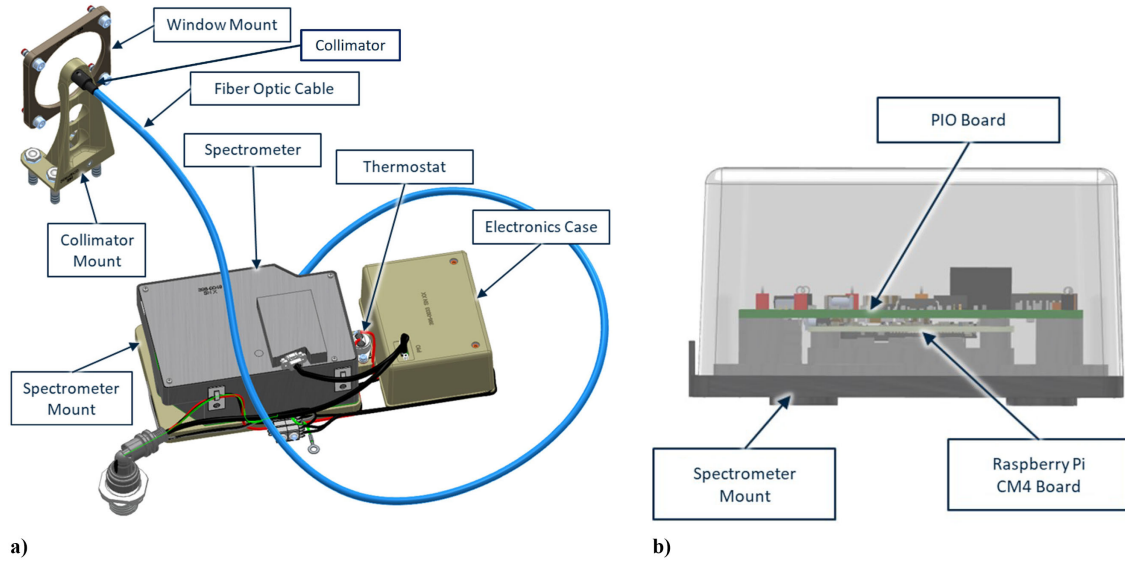 Window Mount
Collimator
Fiber Optic Cable
Spectrometer
Thermostat
Electronics Case
Collimator
Mount
Spectrometer
Mount
a)
PIO Board
Spectrometer
Mount
Raspberry Pi
CM4 Board
b)